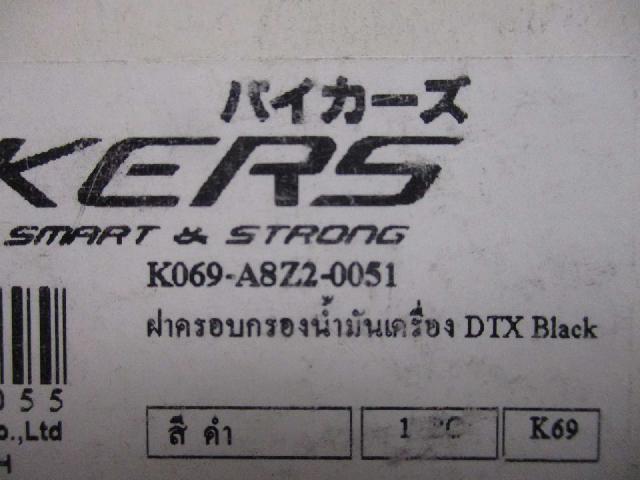 バイカーズ
KERS
SMART & STRONG
K069-A8Z2-0051
ฝาครอบกรองน้ำมันเครื่อง DTX Black
055
o.,Ltd
สี ดำ
1
K69
H